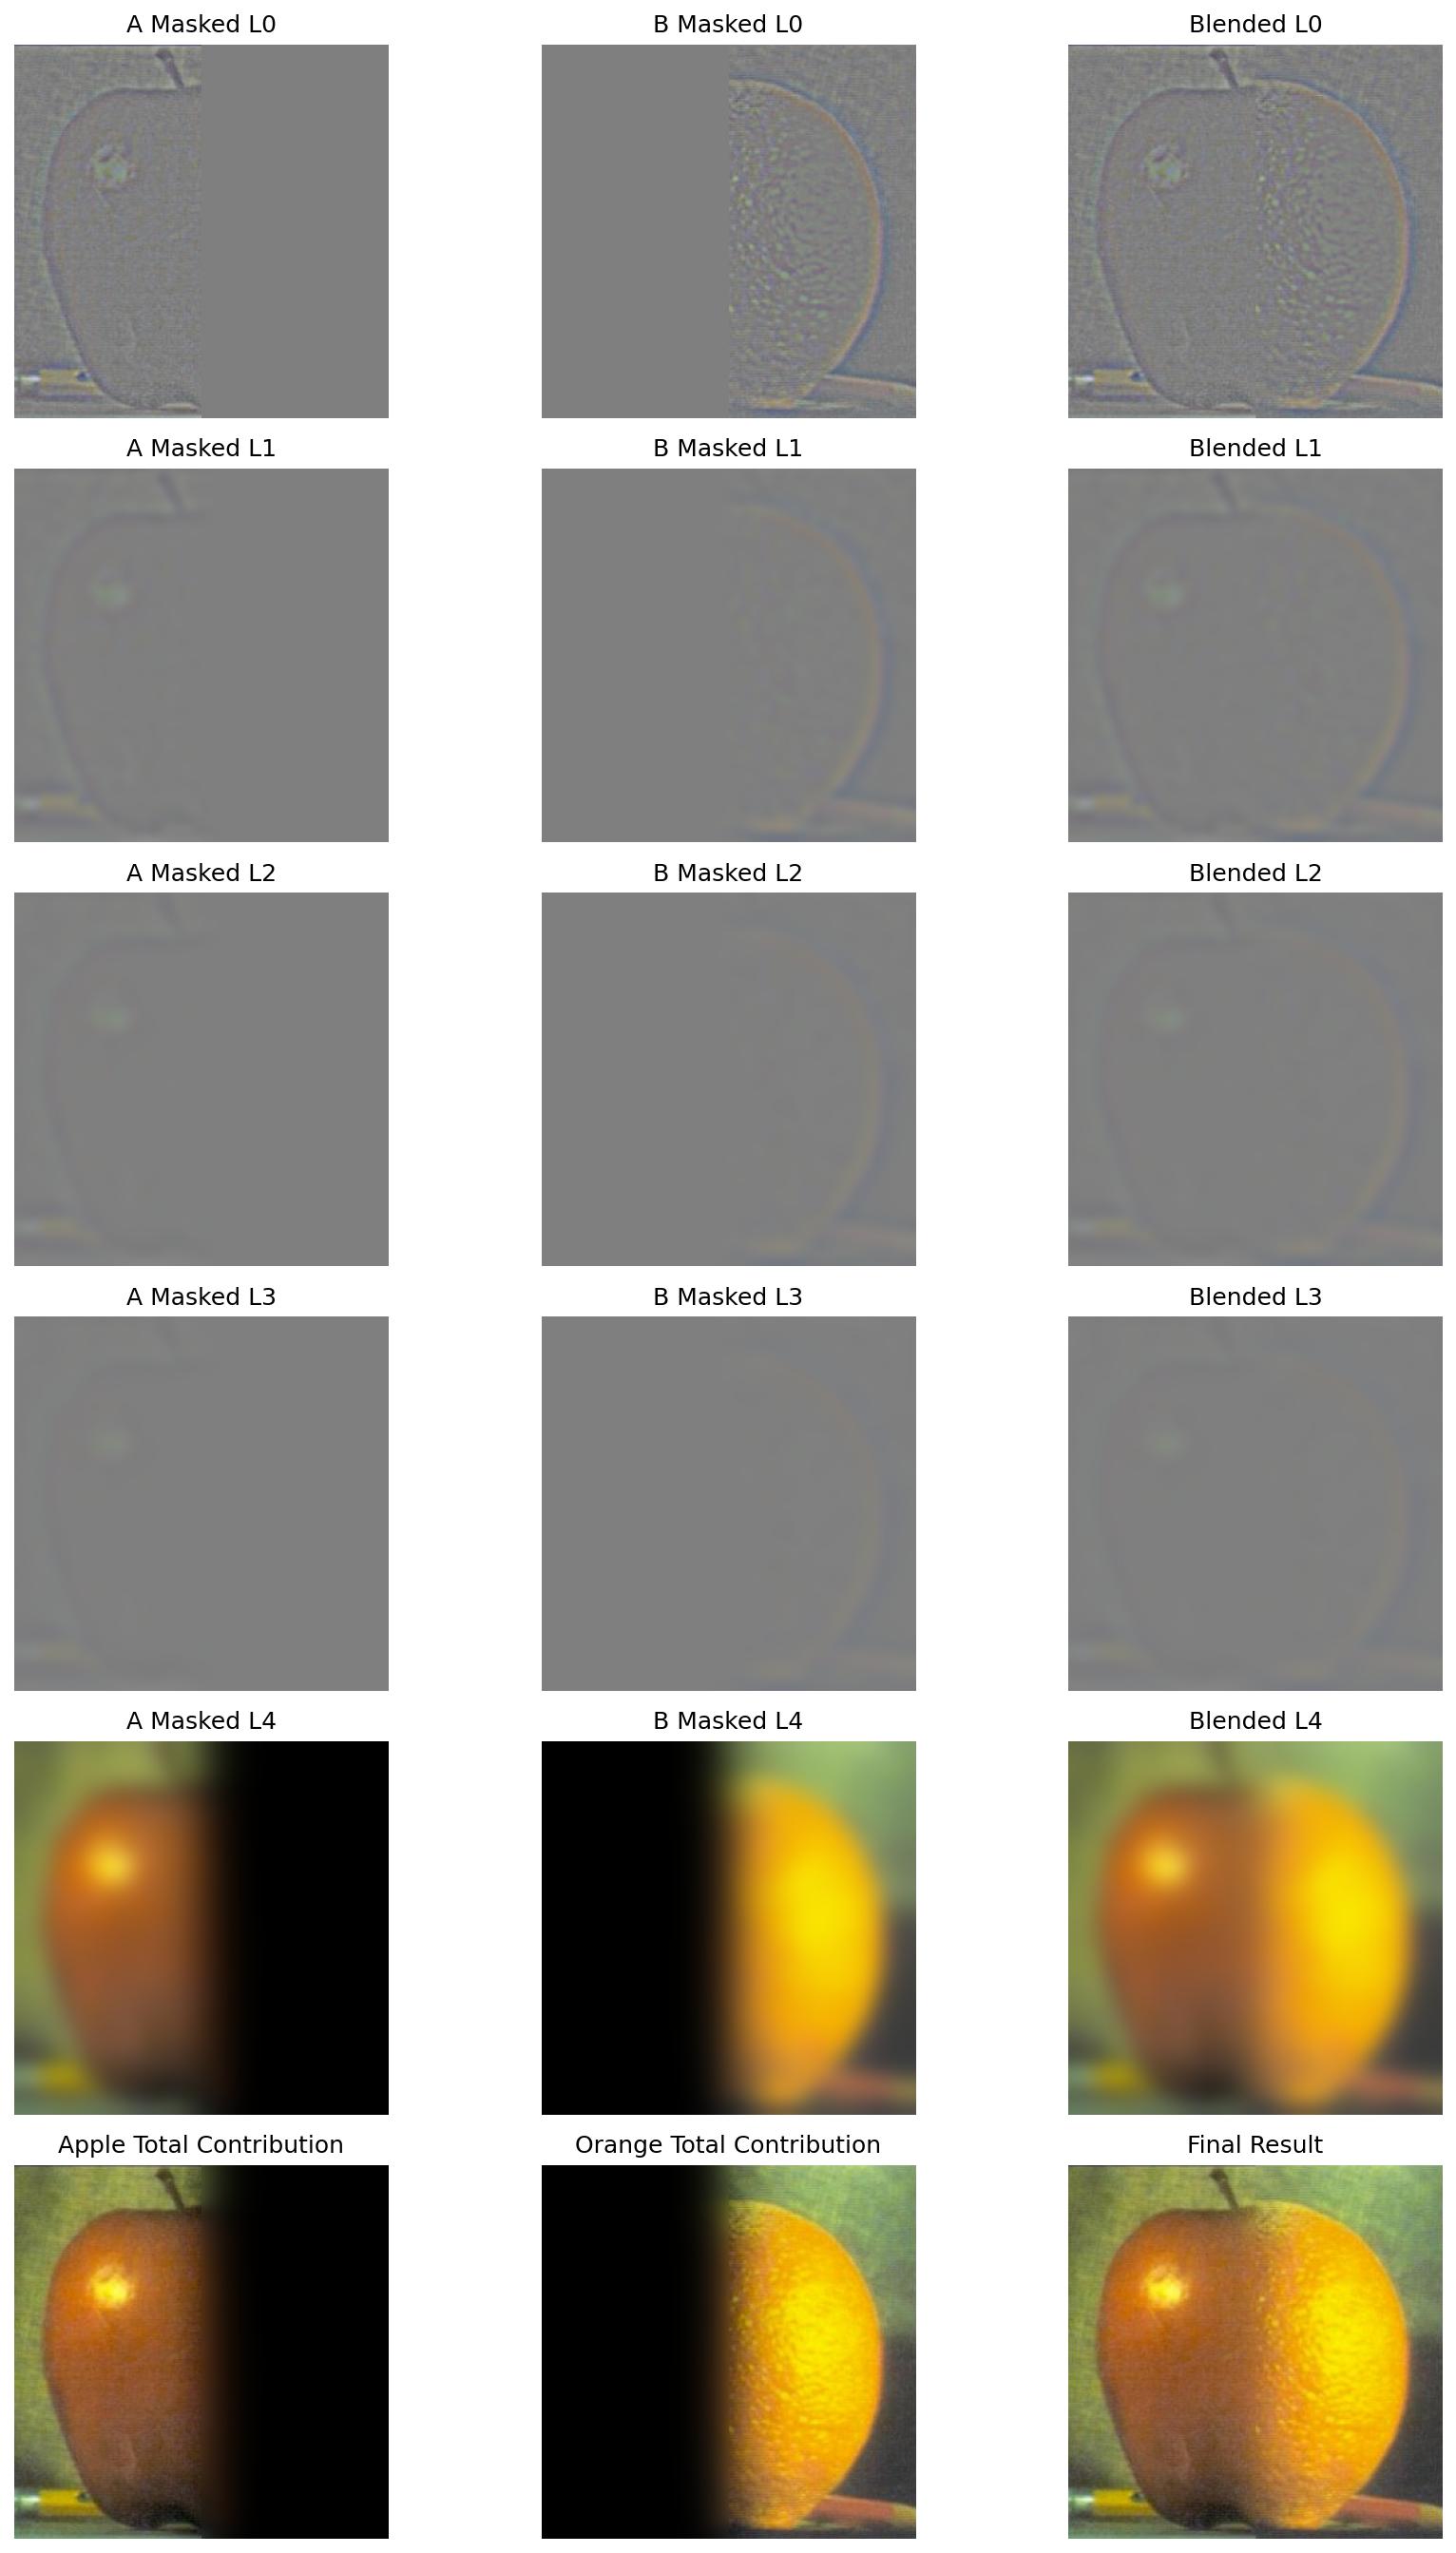 A Masked L0
B Masked L0
Blended L0
A Masked L1
B Masked L1
Blended L1
A Masked L2
B Masked L2
Blended L2
A Masked L3
B Masked L3
Blended L3
A Masked L4
B Masked L4
Blended L4
Apple Total Contribution
Orange Total Contribution
Final Result